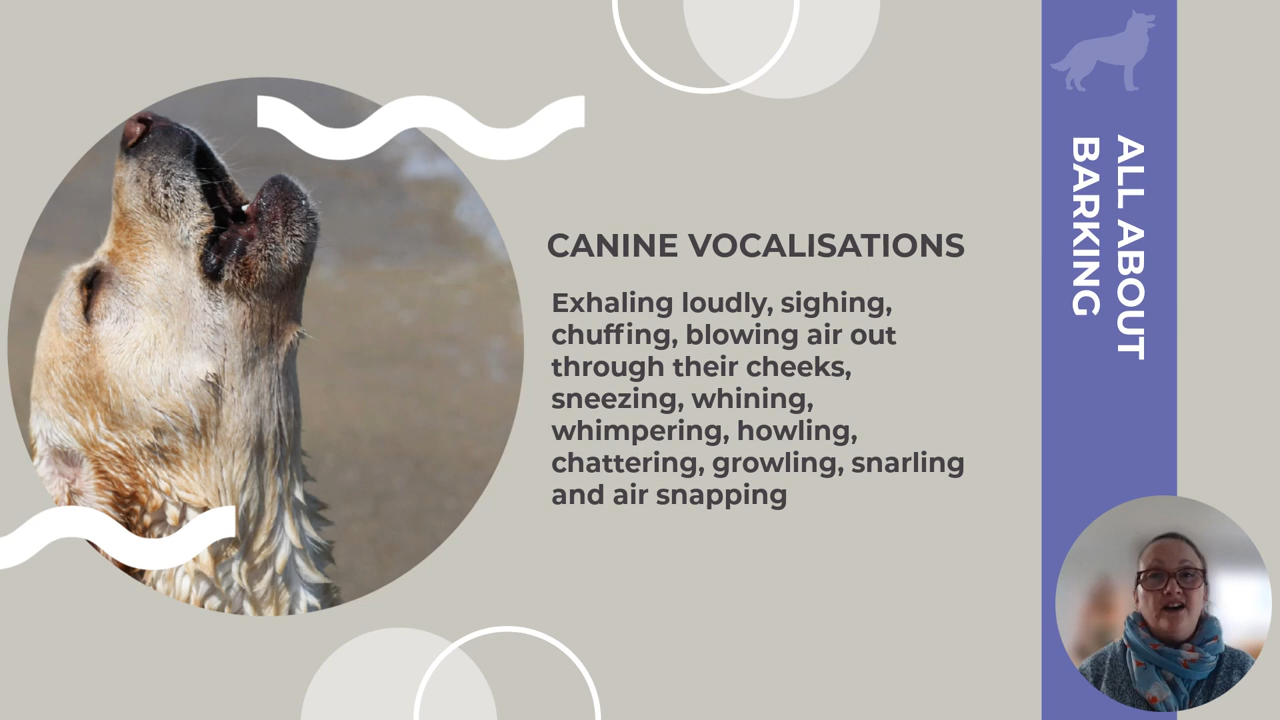 CANINE VOCALISATIONS
Exhaling loudly, sighing,
chuffing, blowing air out
through their cheeks,
sneezing, whining,
whimpering, howling,
chattering, growling, snarling
and air snapping
ALL ABOUT
BARKING